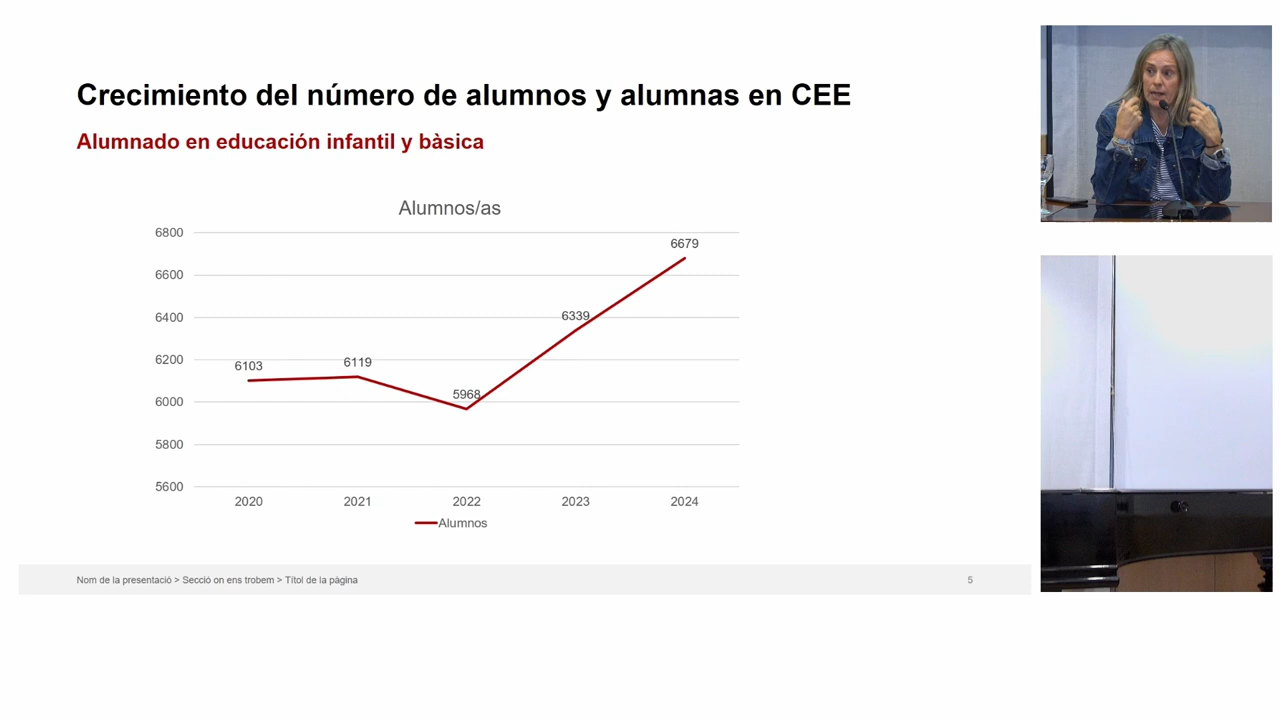 Crecimiento del número de alumnos y alumnas en CEE
Alumnado en educación infantil y bàsica
Alumnos/as
6800
6600
6400
6200
6000
5800
5600
6103
6119
5968
6339
6679
2020 2021 2022 2023 2024
Alumnos
Nom de la presentació > Secció on ens trobem > Títol de la pàgina 5